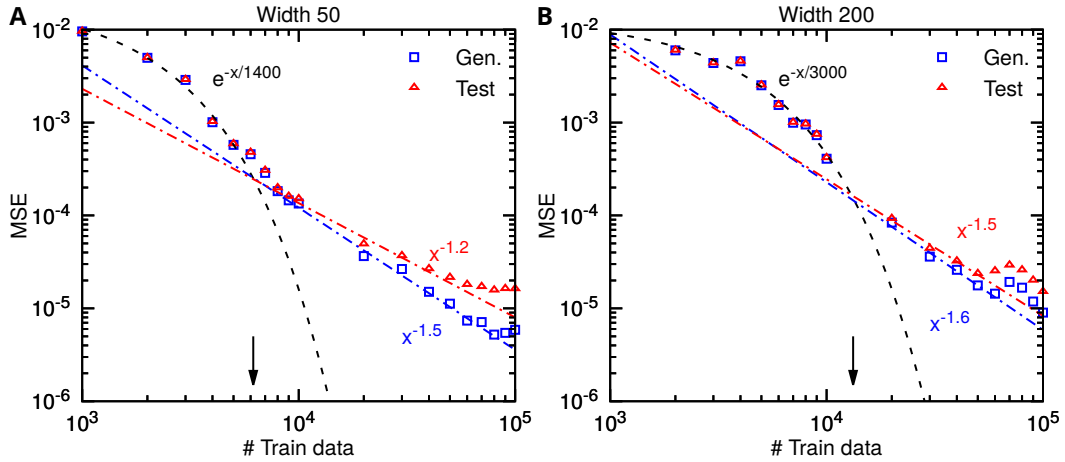 A
Width 50
10^-2
10^-3
10^-4
10^-5
10^-6
MSE
e^-x/1400
Gen.
Test
x^-1.2
x^-1.5
10^3
10^4
10^5
# Train data
B
Width 200
10^-2
10^-3
10^-4
10^-5
10^-6
MSE
e^-x/3000
Gen.
Test
x^-1.5
x^-1.6
10^3
10^4
10^5
# Train data